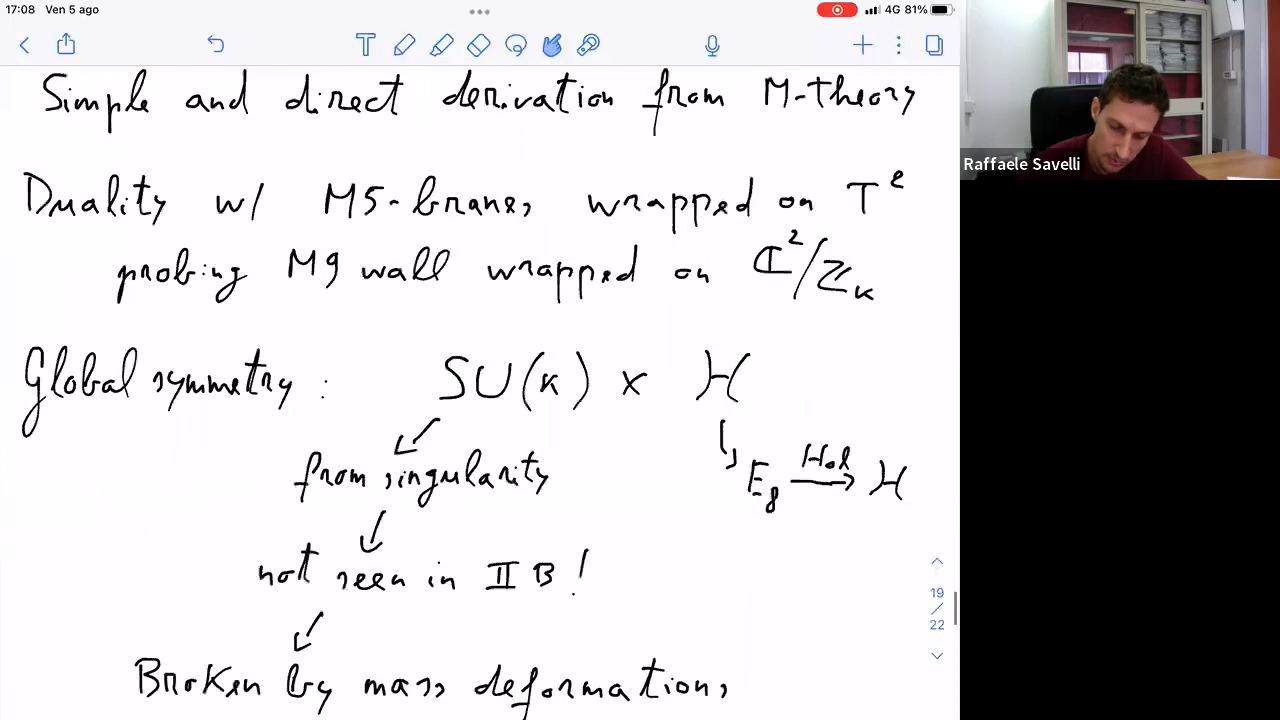 17:08 Ven 5 ago
4G 81%
Simple and direct derivation from M-theory
Duality w/ M5-branes wrapped on T²
probing M9 wall wrapped on ℂ²/ℤₖ
Global symmetry: SU(k) × H
from singularity
E₈ —Hol→ H
not seen in IIB!
Broken by mass deformations
19
/
22
Raffaele Savelli